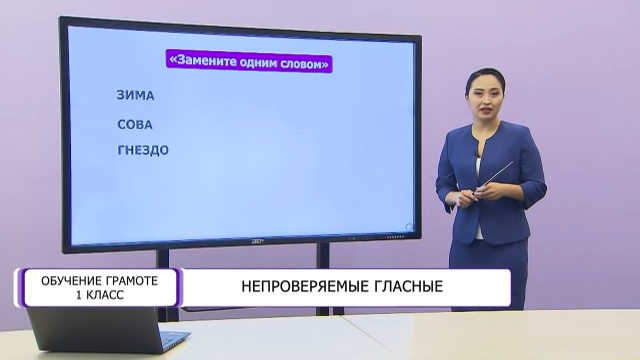 «Замените одним словом»
ЗИМА
СОВА
ГНЕЗДО
ОБУЧЕНИЕ ГРАМОТЕ
1 КЛАСС
НЕПРОВЕРЯЕМЫЕ ГЛАСНЫЕ